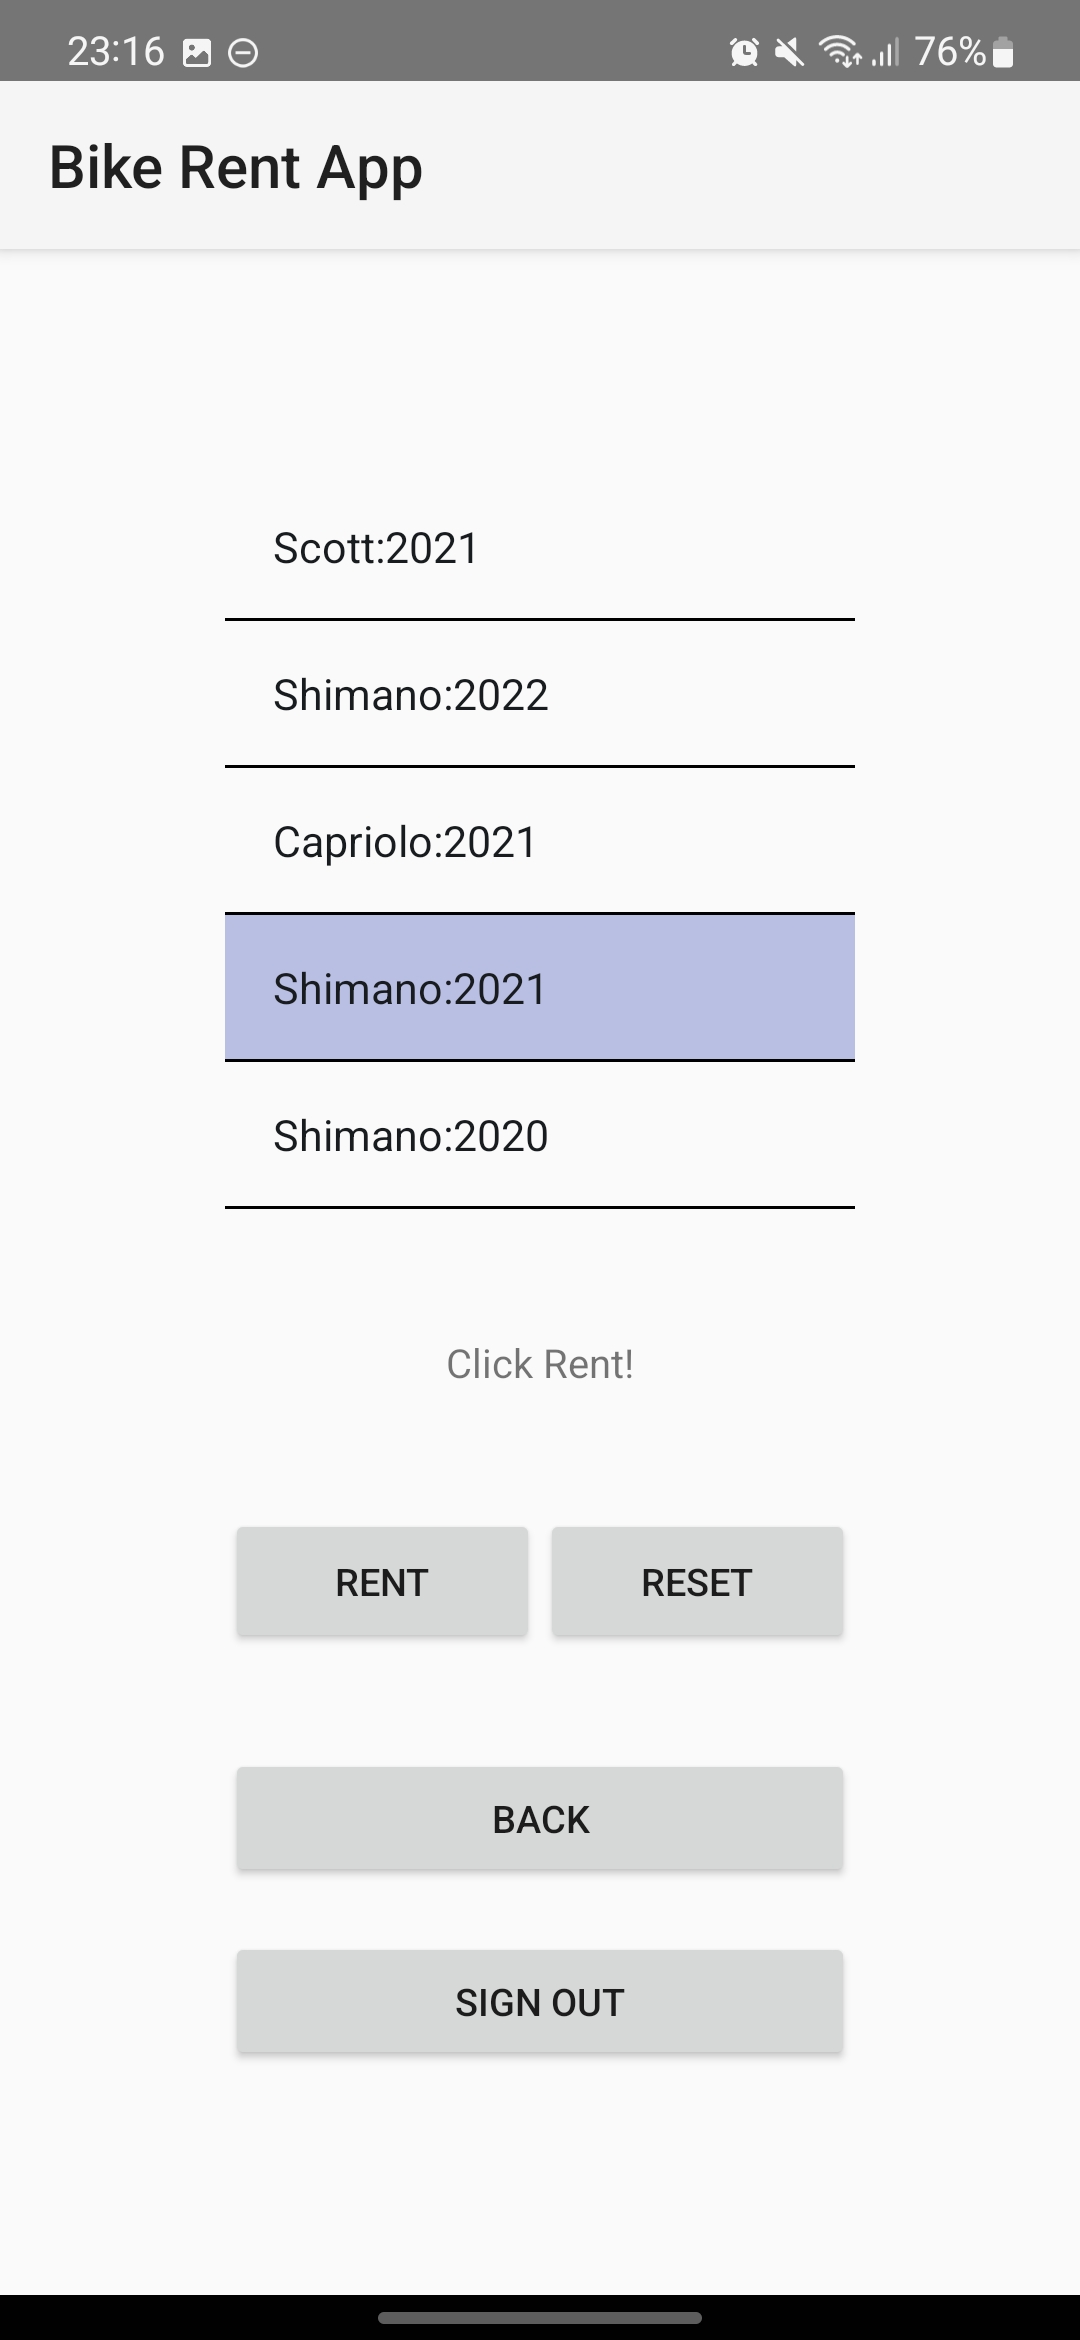 23:16 76%
Bike Rent App
Scott:2021
Shimano:2022
Capriolo:2021
Shimano:2021
Shimano:2020
Click Rent!
RENT RESET
BACK
SIGN OUT